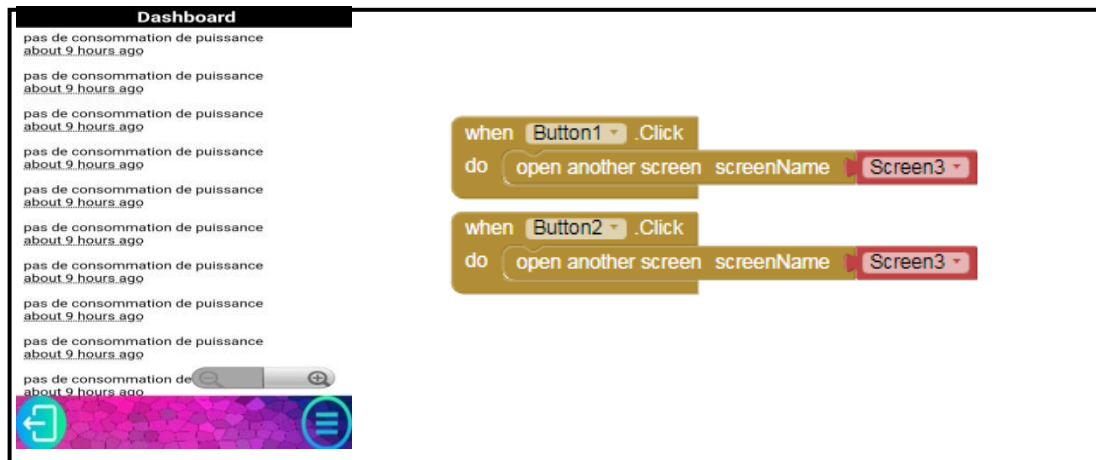 Dashboard
pas de consommation de puissance
about 9 hours ago
pas de consommation de puissance
about 9 hours ago
pas de consommation de puissance
about 9 hours ago
pas de consommation de puissance
about 9 hours ago
pas de consommation de puissance
about 9 hours ago
pas de consommation de puissance
about 9 hours ago
pas de consommation de puissance
about 9 hours ago
pas de consommation de puissance
about 9 hours ago
pas de consommation de puissance
about 9 hours ago
pas de consommation de
about 9 hours ago
when Button1 .Click
do open another screen screenName Screen3
when Button2 .Click
do open another screen screenName Screen3